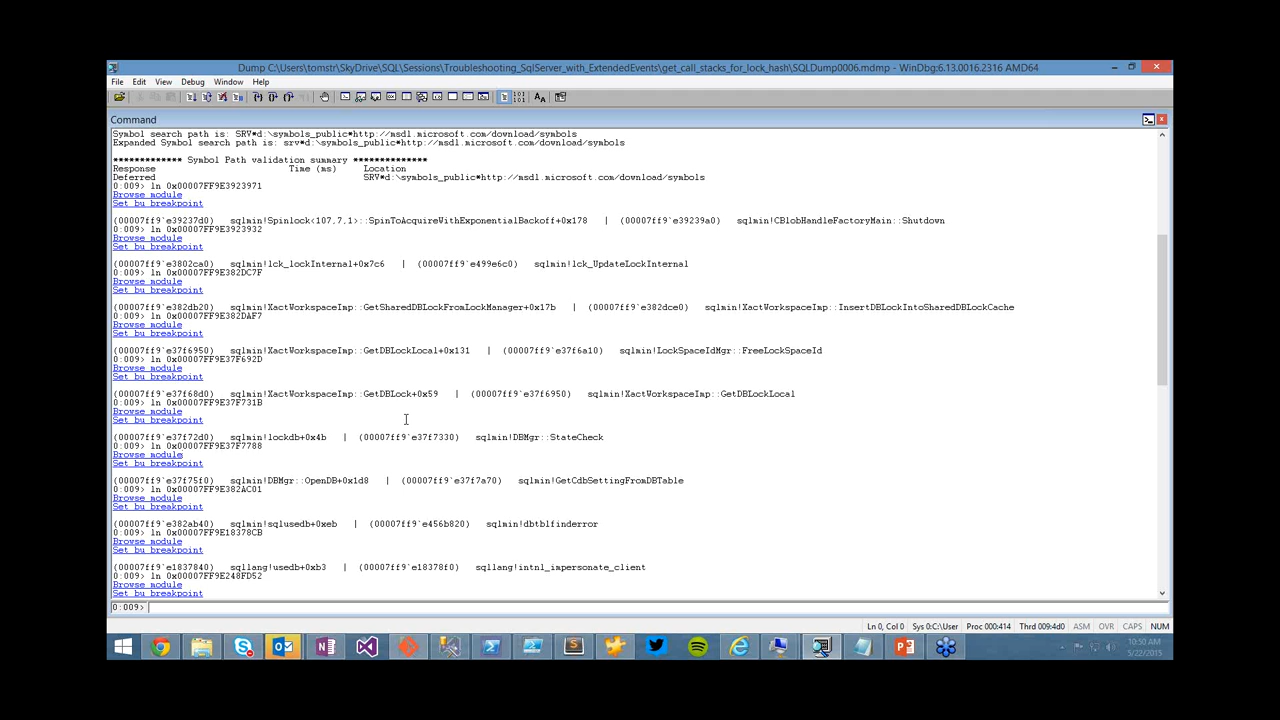 Dump C:\Users\tomstr\SkyDrive\SQL\Sessions\Troubleshooting_SqlServer_with_ExtendedEvents\get_call_stacks_for_lock_hash\SQLDump0006.mdmp - WinDbg:6.13.0016.2316 AMD64
File Edit View Debug Window Help
Command
Symbol search path is: SRV*d:\symbols_public*http://msdl.microsoft.com/download/symbols
Expanded Symbol search path is: srv*d:\symbols_public*http://msdl.microsoft.com/download/symbols
************* Symbol Path validation summary **************
Response Time (ms) Location
Deferred SRV*d:\symbols_public*http://msdl.microsoft.com/download/symbols
0:009> ln 0x00007FF9E3923971
Browse module
Set bu breakpoint
(00007ff9`e39237d0) sqlmin!Spinlock<107,7,1>::SpinToAcquireWithExponentialBackoff+0x178 | (00007ff9`e39239a0) sqlmin!CBlobHandleFactoryMain::Shutdown
0:009> ln 0x00007FF9E3923932
Browse module
Set bu breakpoint
(00007ff9`e3802ca0) sqlmin!lck_lockInternal+0x7c6 | (00007ff9`e499e6c0) sqlmin!lck_UpdateLockInternal
0:009> ln 0x00007FF9E382DC7F
Browse module
Set bu breakpoint
(00007ff9`e382db20) sqlmin!XactWorkspaceImp::GetSharedDBLockFromLockManager+0x17b | (00007ff9`e382dce0) sqlmin!XactWorkspaceImp::InsertDBLockIntoSharedDBLockCache
0:009> ln 0x00007FF9E382DAF7
Browse module
Set bu breakpoint
(00007ff9`e37f6950) sqlmin!XactWorkspaceImp::GetDBLockLocal+0x131 | (00007ff9`e37f6a10) sqlmin!LockSpaceIdMgr::FreeLockSpaceId
0:009> ln 0x00007FF9E37F692D
Browse module
Set bu breakpoint
(00007ff9`e37f68d0) sqlmin!XactWorkspaceImp::GetDBLock+0x59 | (00007ff9`e37f6950) sqlmin!XactWorkspaceImp::GetDBLockLocal
0:009> ln 0x00007FF9E37F731B
Browse module
Set bu breakpoint
(00007ff9`e37f72d0) sqlmin!lockdb+0x4b | (00007ff9`e37f7330) sqlmin!DBMgr::StateCheck
0:009> ln 0x00007FF9E37F7788
Browse module
Set bu breakpoint
(00007ff9`e37f75f0) sqlmin!DBMgr::OpenDB+0x1d8 | (00007ff9`e37f7a70) sqlmin!GetCdbSettingFromDBTable
0:009> ln 0x00007FF9E382AC01
Browse module
Set bu breakpoint
(00007ff9`e382ab40) sqlmin!sqlusedb+0xeb | (00007ff9`e456b820) sqlmin!dbtblfinderror
0:009> ln 0x00007FF9E18378CB
Browse module
Set bu breakpoint
(00007ff9`e1837840) sqllang!usedb+0xb3 | (00007ff9`e18378f0) sqllang!intnl_impersonate_client
0:009> ln 0x00007FF9E248FD52
Browse module
Set bu breakpoint
0:009>
Ln 0, Col 0 Sys 0:C:\User Proc 000:414 Thrd 009:4d0 ASM OVR CAPS NUM
10:50 AM
5/22/2015